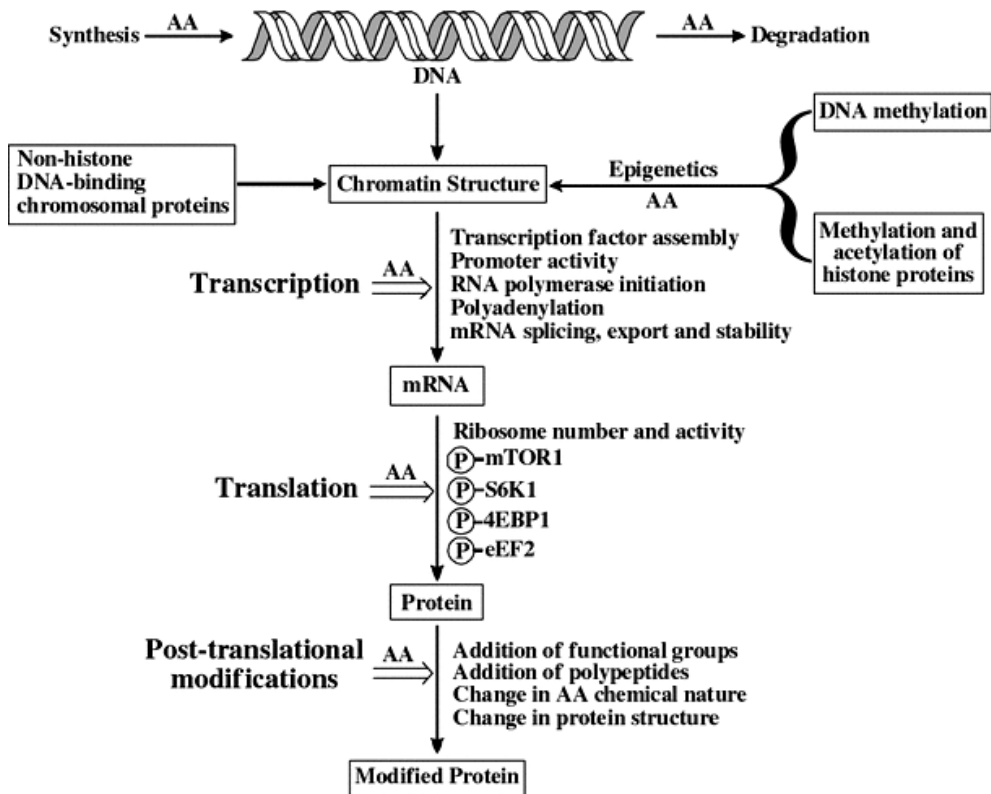 Synthesis
AA
AA
Degradation
DNA
DNA methylation
Non-histone
DNA-binding
chromosomal proteins
Chromatin Structure
Epigenetics
AA
Methylation and
acetylation of
histone proteins
Transcription
AA
Transcription factor assembly
Promoter activity
RNA polymerase initiation
Polyadenylation
mRNA splicing, export and stability
mRNA
Translation
AA
Ribosome number and activity
P-mTOR1
P-S6K1
P-4EBP1
P-eEF2
Protein
Post-translational
modifications
AA
Addition of functional groups
Addition of polypeptides
Change in AA chemical nature
Change in protein structure
Modified Protein